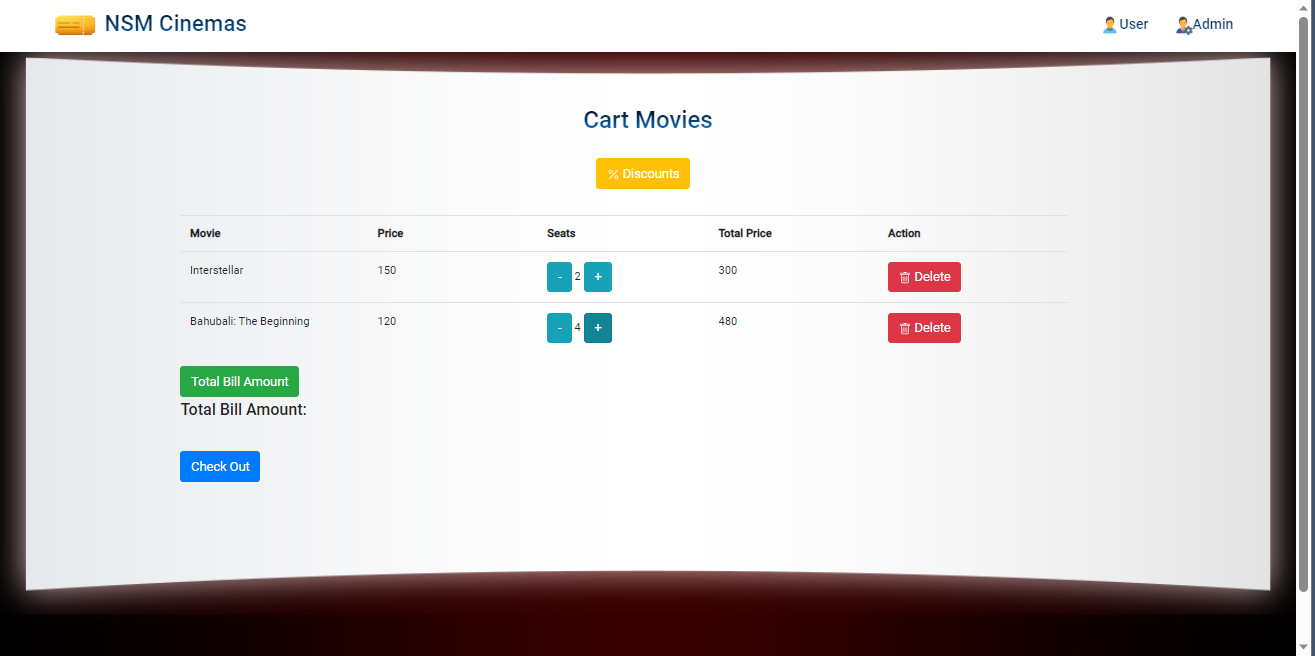 NSM Cinemas User Admin
Cart Movies
% Discounts
Movie Price Seats Total Price Action
Interstellar 150 - 2 + 300 Delete
Bahubali: The Beginning 120 - 4 + 480 Delete
Total Bill Amount
Total Bill Amount:
Check Out